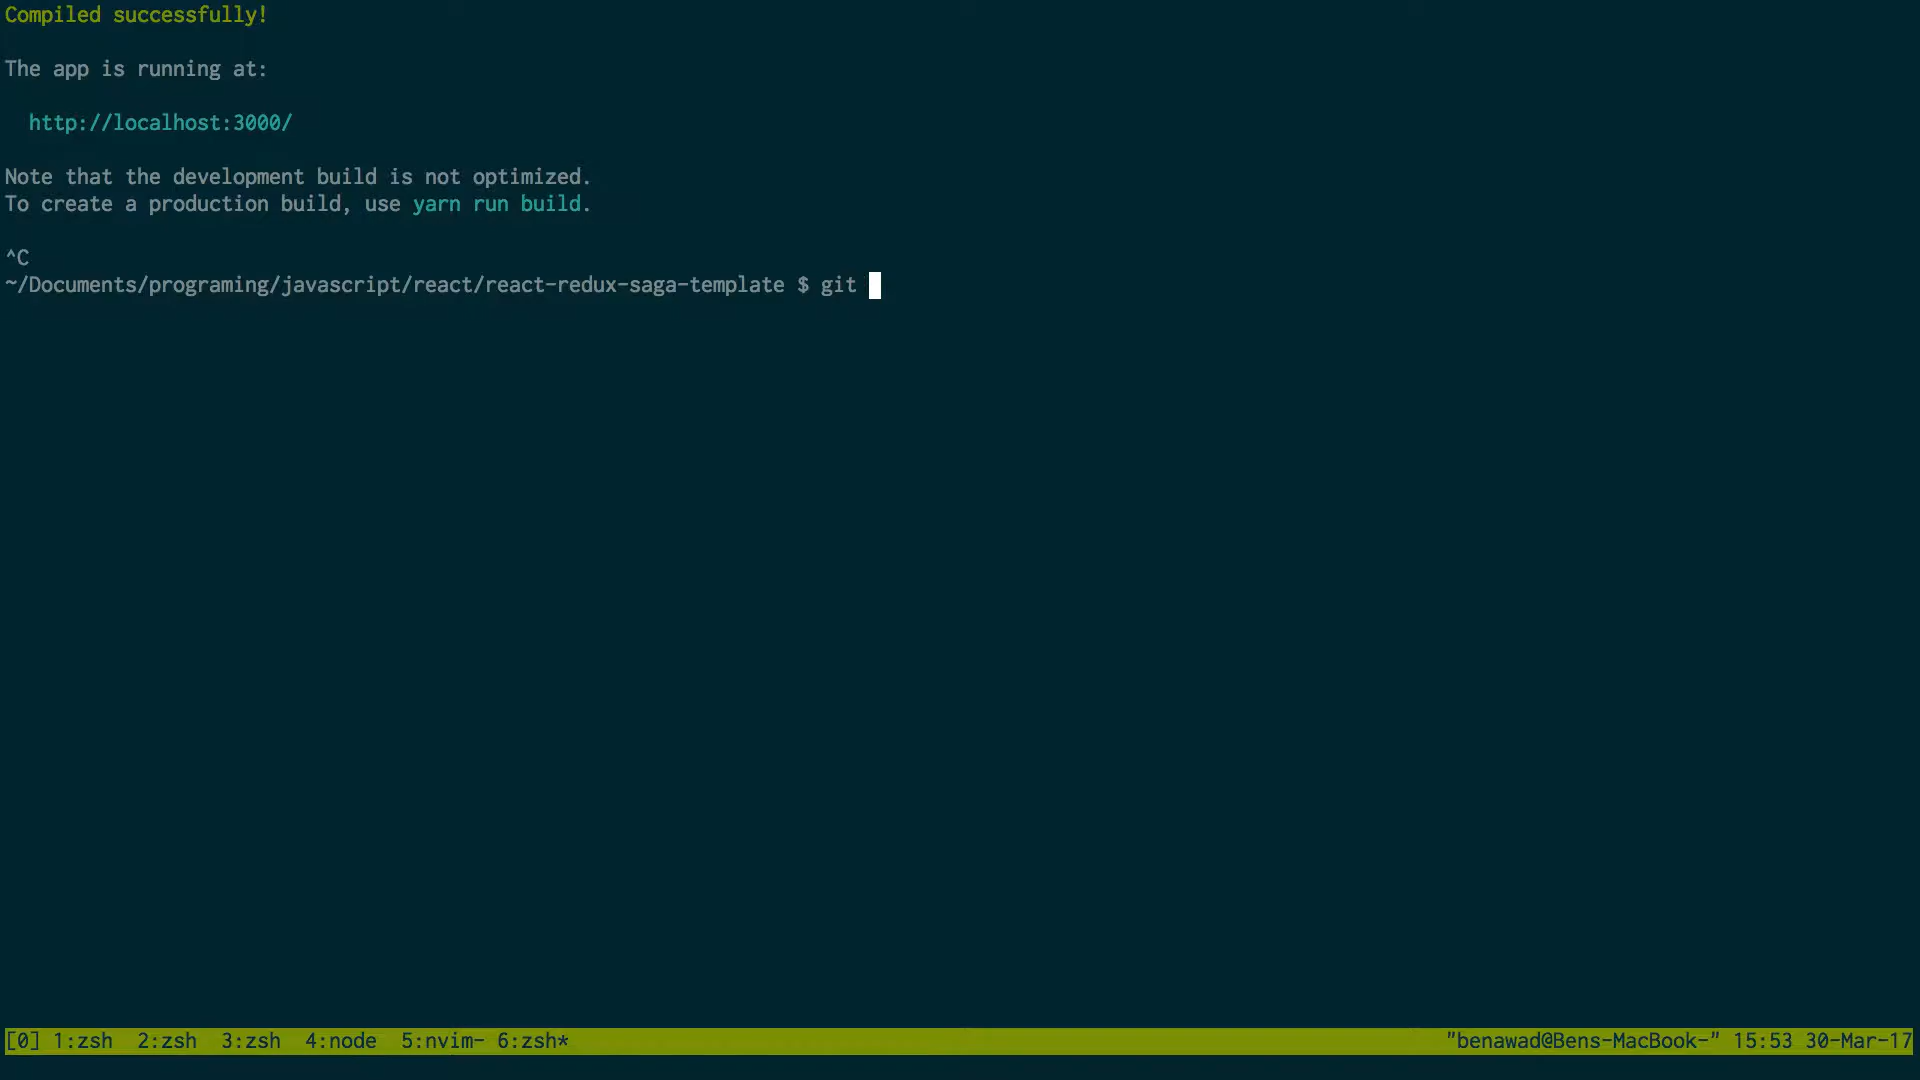 Compiled successfully!
The app is running at:
http://localhost:3000/
Note that the development build is not optimized.
To create a production build, use yarn run build.
^C
~/Documents/programing/javascript/react/react-redux-saga-template $ git
[0] 1:zsh  2:zsh  3:zsh  4:node  5:nvim- 6:zsh*  "benawad@Bens-MacBook-" 15:53 30-Mar-17